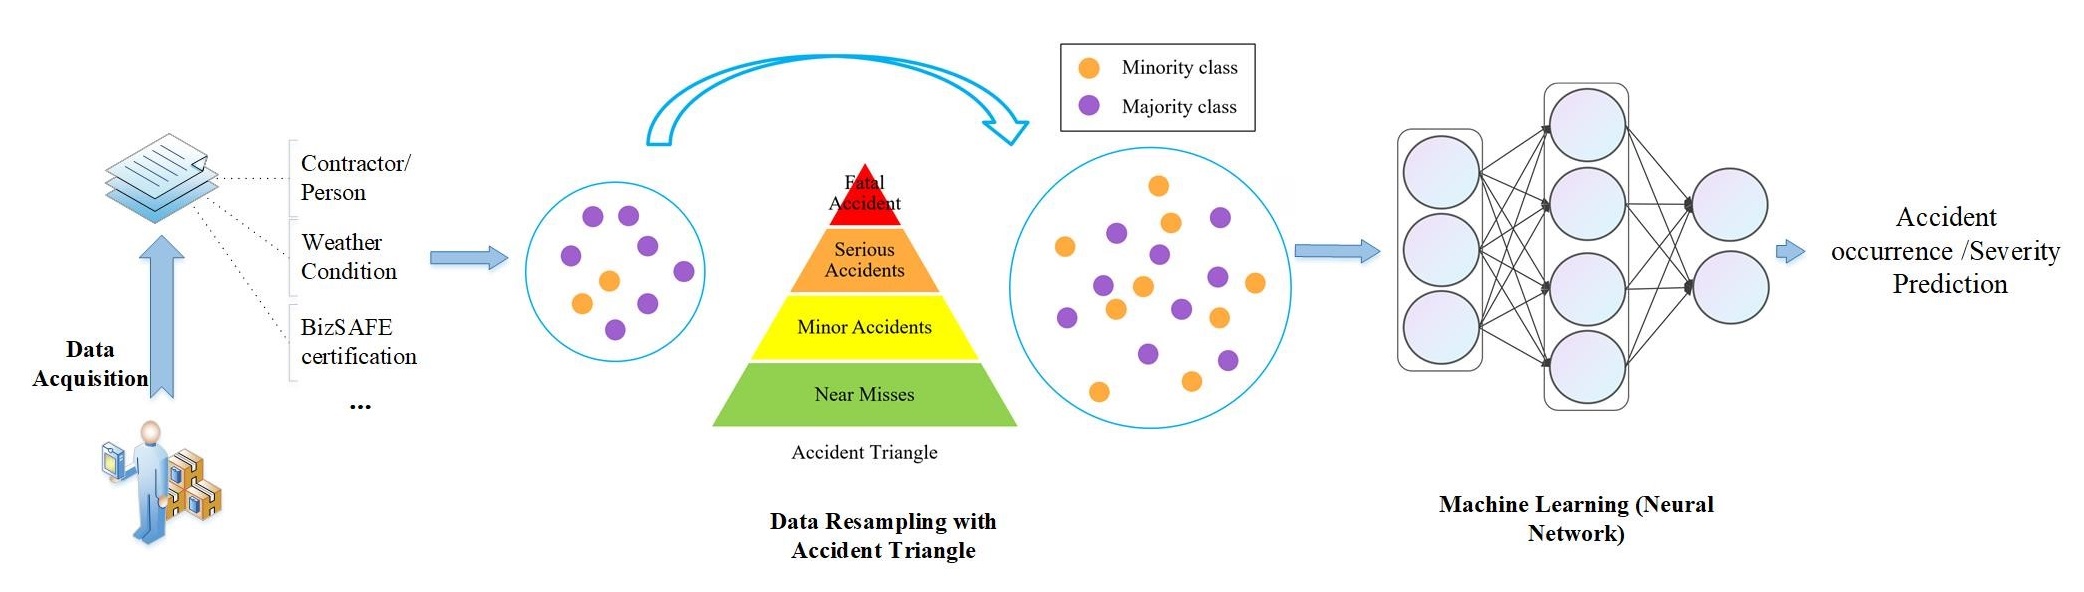 Minority class
Majority class
Contractor/
Person
Weather
Condition
BizSAFE
certification
...
Data
Acquisition
Fatal
Accident
Serious
Accidents
Minor Accidents
Near Misses
Accident Triangle
Data Resampling with
Accident Triangle
Machine Learning (Neural
Network)
Accident
occurrence /Severity
Prediction